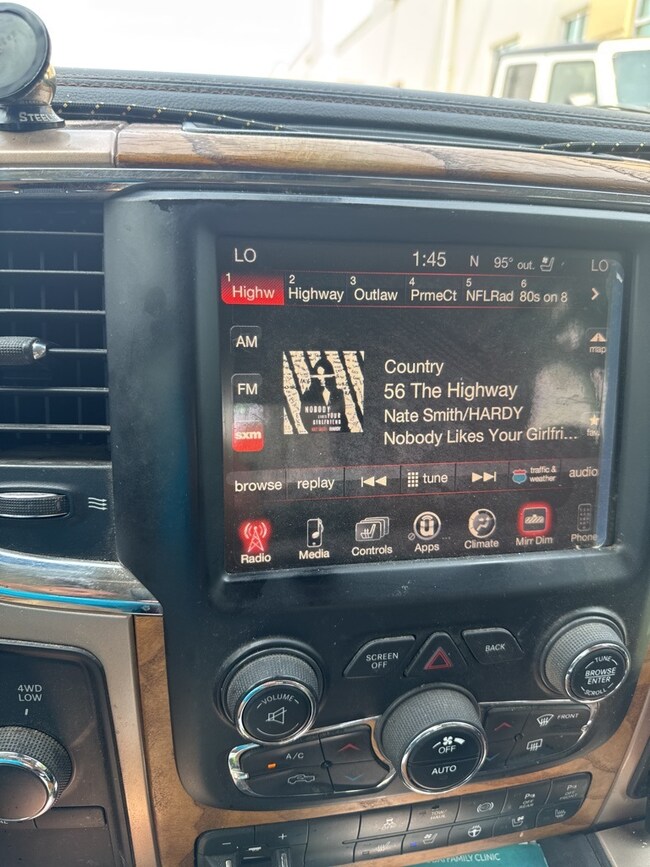 STEEL
LO 1:45 N 95° out. LO
1 2 3 4 5 6
Highw Highway Outlaw PrmeCt NFLRad 80s on 8
AM
map
Country
FM
56 The Highway
NOBODY
LIKES YOUR
GIRLFRIEND
Nate Smith/HARDY
sxm
Nobody Likes Your Girlfri...
browse replay tune traffic &
weather audio
Radio Media Controls Apps Climate Mirr Dim Phone
SCREEN
OFF
BACK
TUNE
BROWSE
ENTER
SCROLL
VOLUME
4WD
LOW
A/C
OFF
AUTO
FRONT
OFF
FAMILY CLINIC